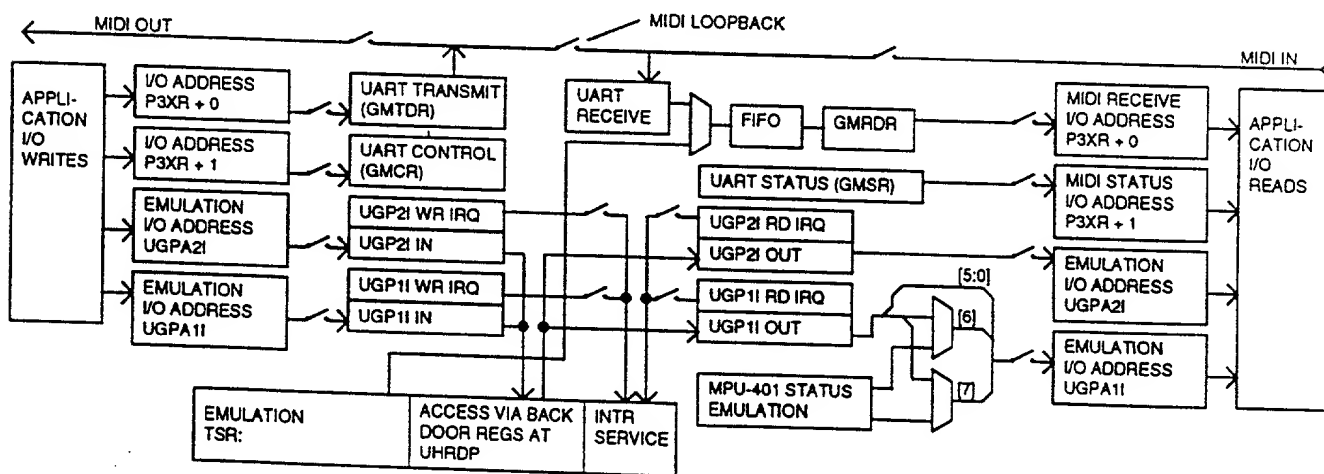 MIDI OUT
MIDI LOOPBACK
MIDI IN
APPLI-
CATION
I/O
WRITES
I/O ADDRESS
P3XR + 0
I/O ADDRESS
P3XR + 1
EMULATION
I/O ADDRESS
UGPA2I
EMULATION
I/O ADDRESS
UGPA1I
UART TRANSMIT
(GMTDR)
UART CONTROL
(GMCR)
UGP2I WR IRQ
UGP2I IN
UGP1I WR IRQ
UGP1I IN
UART
RECEIVE
FIFO
GMRDR
UART STATUS (GMSR)
UGP2I RD IRQ
UGP2I OUT
UGP1I RD IRQ
UGP1I OUT
[5:0]
[6]
[7]
MPU-401 STATUS
EMULATION
MIDI RECEIVE
I/O ADDRESS
P3XR + 0
MIDI STATUS
I/O ADDRESS
P3XR + 1
EMULATION
I/O ADDRESS
UGPA2I
EMULATION
I/O ADDRESS
UGPA1I
APPLI-
CATION
I/O
READS
EMULATION
TSR:
ACCESS VIA BACK
DOOR REGS AT
UHRDP
INTR
SERVICE